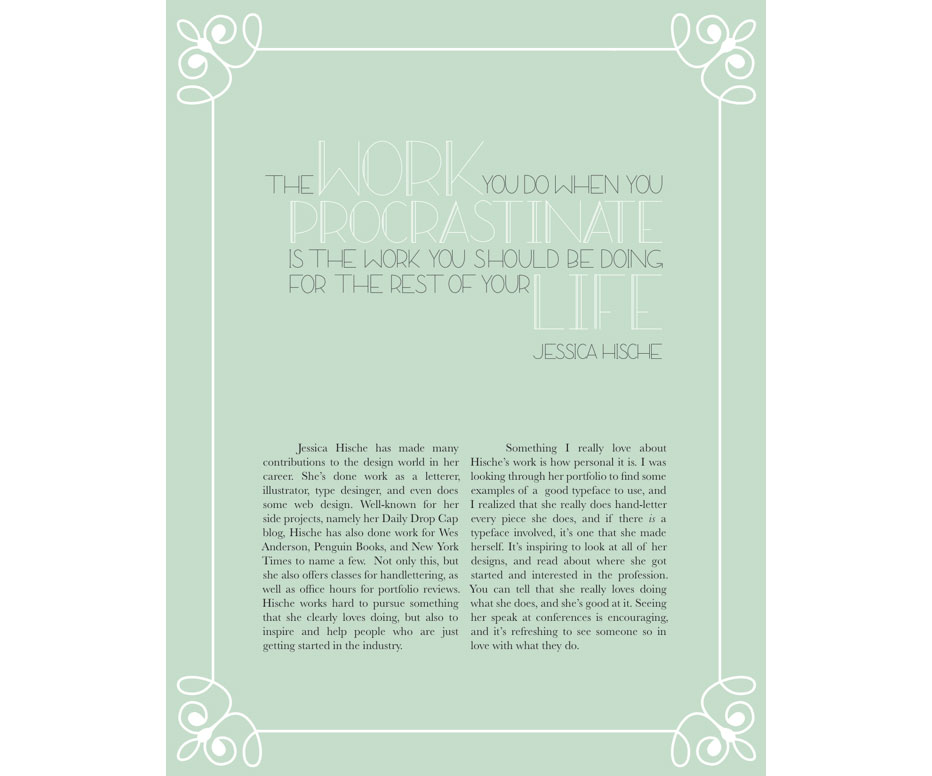 THE WORK YOU DO WHEN YOU
PROCRASTINATE
IS THE WORK YOU SHOULD BE DOING
FOR THE REST OF YOUR LIFE
JESSICA HISCHE
Jessica Hische has made many
contributions to the design world in her
career. She’s done work as a letterer,
illustrator, type desinger, and even does
some web design. Well-known for her
side projects, namely her Daily Drop Cap
blog, Hische has also done work for Wes
Anderson, Penguin Books, and New York
Times to name a few. Not only this, but
she also offers classes for handlettering, as
well as office hours for portfolio reviews.
Hische works hard to pursue something
that she clearly loves doing, but also to
inspire and help people who are just
getting started in the industry.
Something I really love about
Hische’s work is how personal it is. I was
looking through her portfolio to find some
examples of a good typeface to use, and
I realized that she really does hand-letter
every piece she does, and if there is a
typeface involved, it’s one that she made
herself. It’s inspiring to look at all of her
designs, and read about where she got
started and interested in the profession.
You can tell that she really loves doing
what she does, and she’s good at it. Seeing
her speak at conferences is encouraging,
and it’s refreshing to see someone so in
love with what they do.